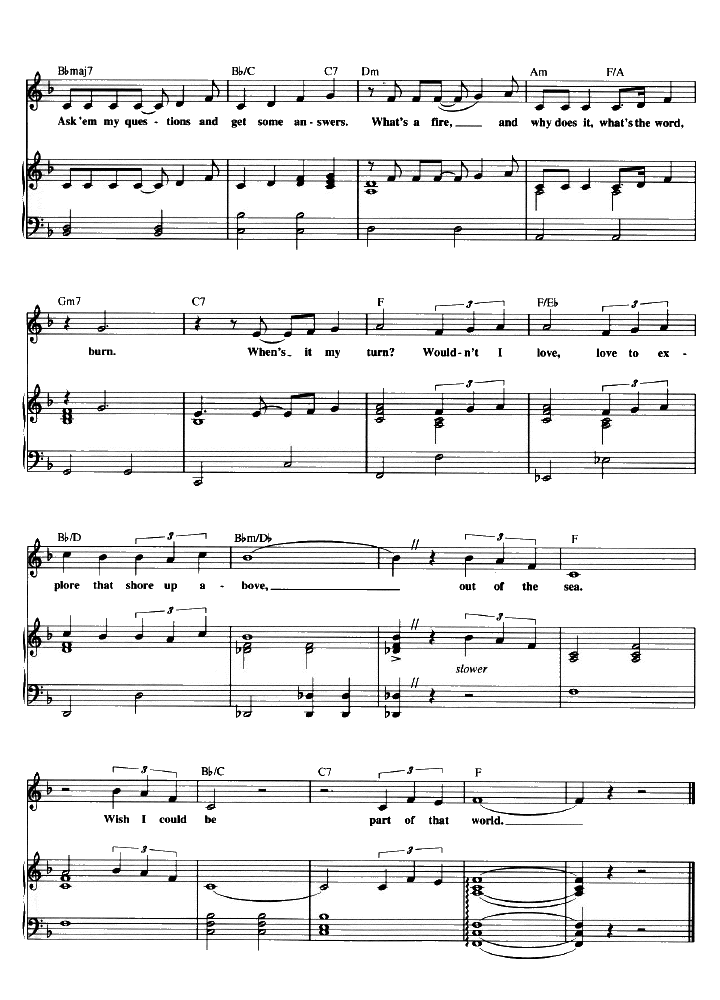 B♭maj7 B♭/C C7 Dm Am F/A
Ask 'em my ques - tions and get some an - swers. What's a fire, and why does it, what's the word,
Gm7 C7 F F/E♭
3 3
burn. When's it my turn? Would - n't I love, love to ex -
3 3
B♭/D B♭m/D♭ F
3 3
plore that shore up a - bove, out of the sea.
3 3
slower
B♭/C C7 F
3 3
Wish I could be part of that world.
3 3